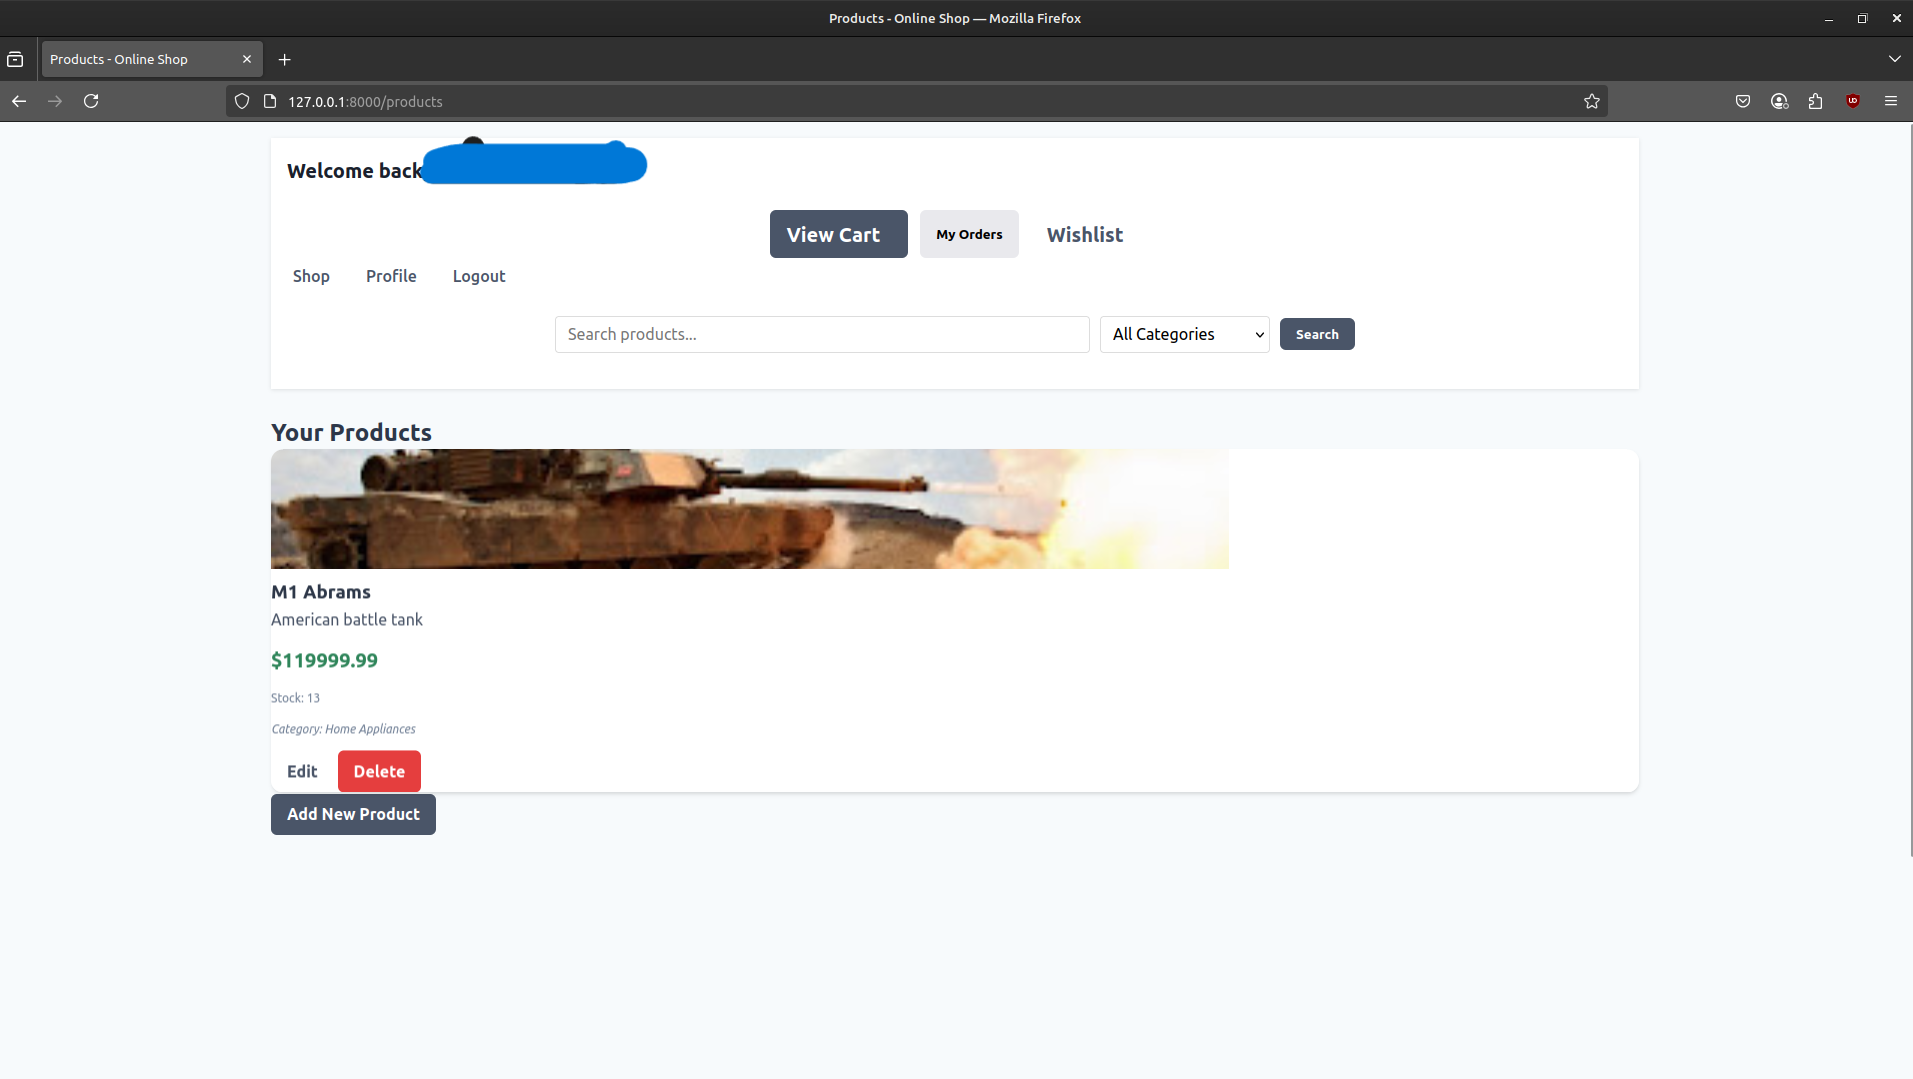 Products - Online Shop — Mozilla Firefox
Products - Online Shop
127.0.0.1:8000/products
Welcome back
View Cart My Orders Wishlist
Shop Profile Logout
Search products... All Categories Search
Your Products
M1 Abrams
American battle tank
$119999.99
Stock: 13
Category: Home Appliances
Edit Delete
Add New Product